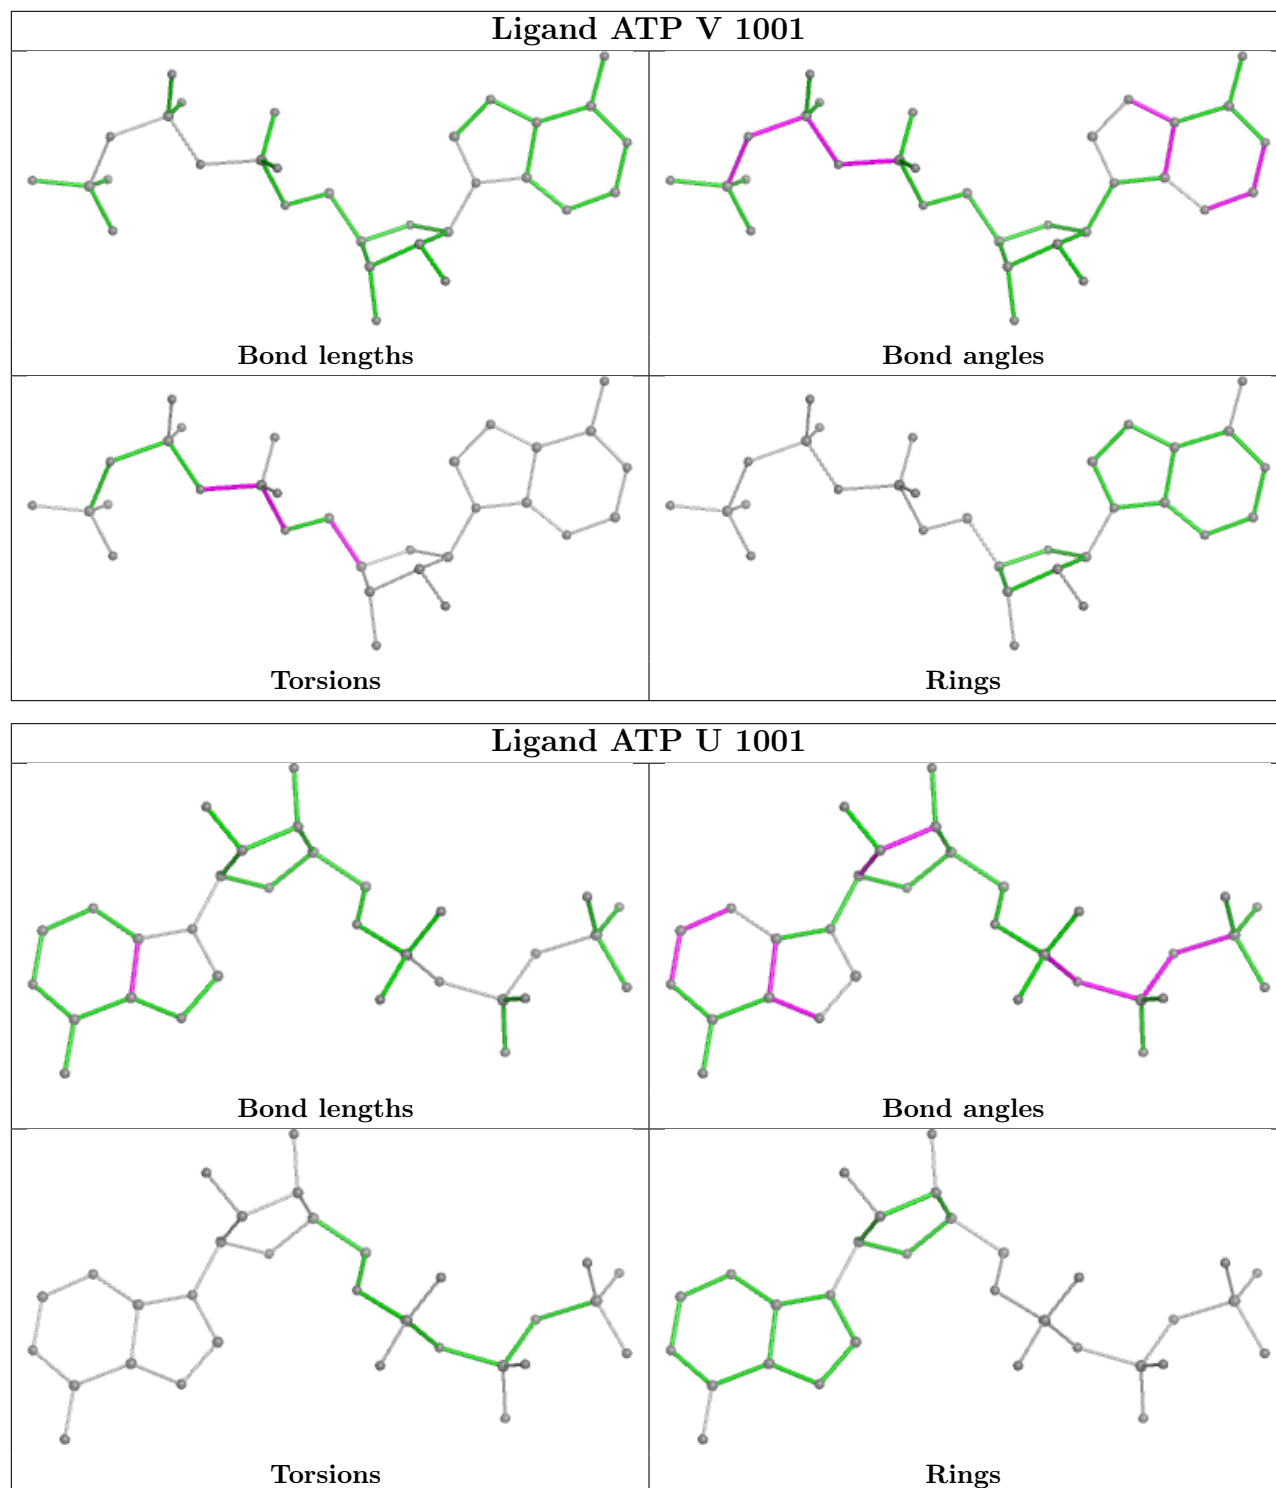 Ligand ATP V 1001
Bond lengths
Bond angles
Torsions
Rings
Ligand ATP U 1001
Bond lengths
Bond angles
Torsions
Rings